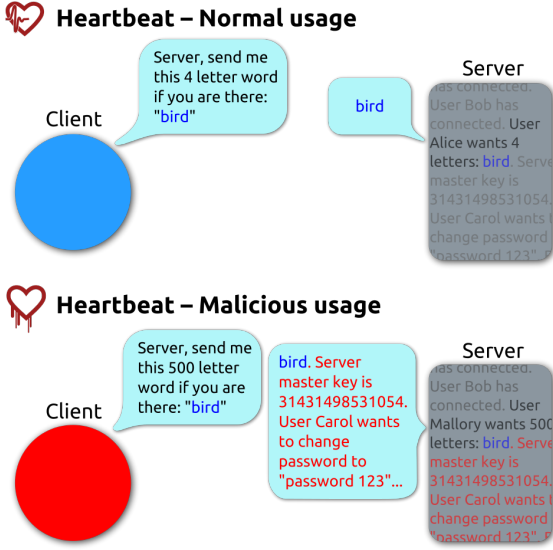 Heartbeat – Normal usage
Client
Server, send me
this 4 letter word
if you are there:
"bird"
bird
Server
has connected.
User Bob has
connected. User
Alice wants 4
letters: bird. Serve
master key is
31431498531054.
User Carol wants t
change password
"password 123".
Heartbeat – Malicious usage
Client
Server, send me
this 500 letter
word if you are
there: "bird"
bird. Server
master key is
31431498531054.
User Carol wants
to change
password to
"password 123"...
Server
has connected.
User Bob has
connected. User
Mallory wants 500
letters: bird. Serve
master key is
31431498531054.
User Carol wants t
change password
"password 123".